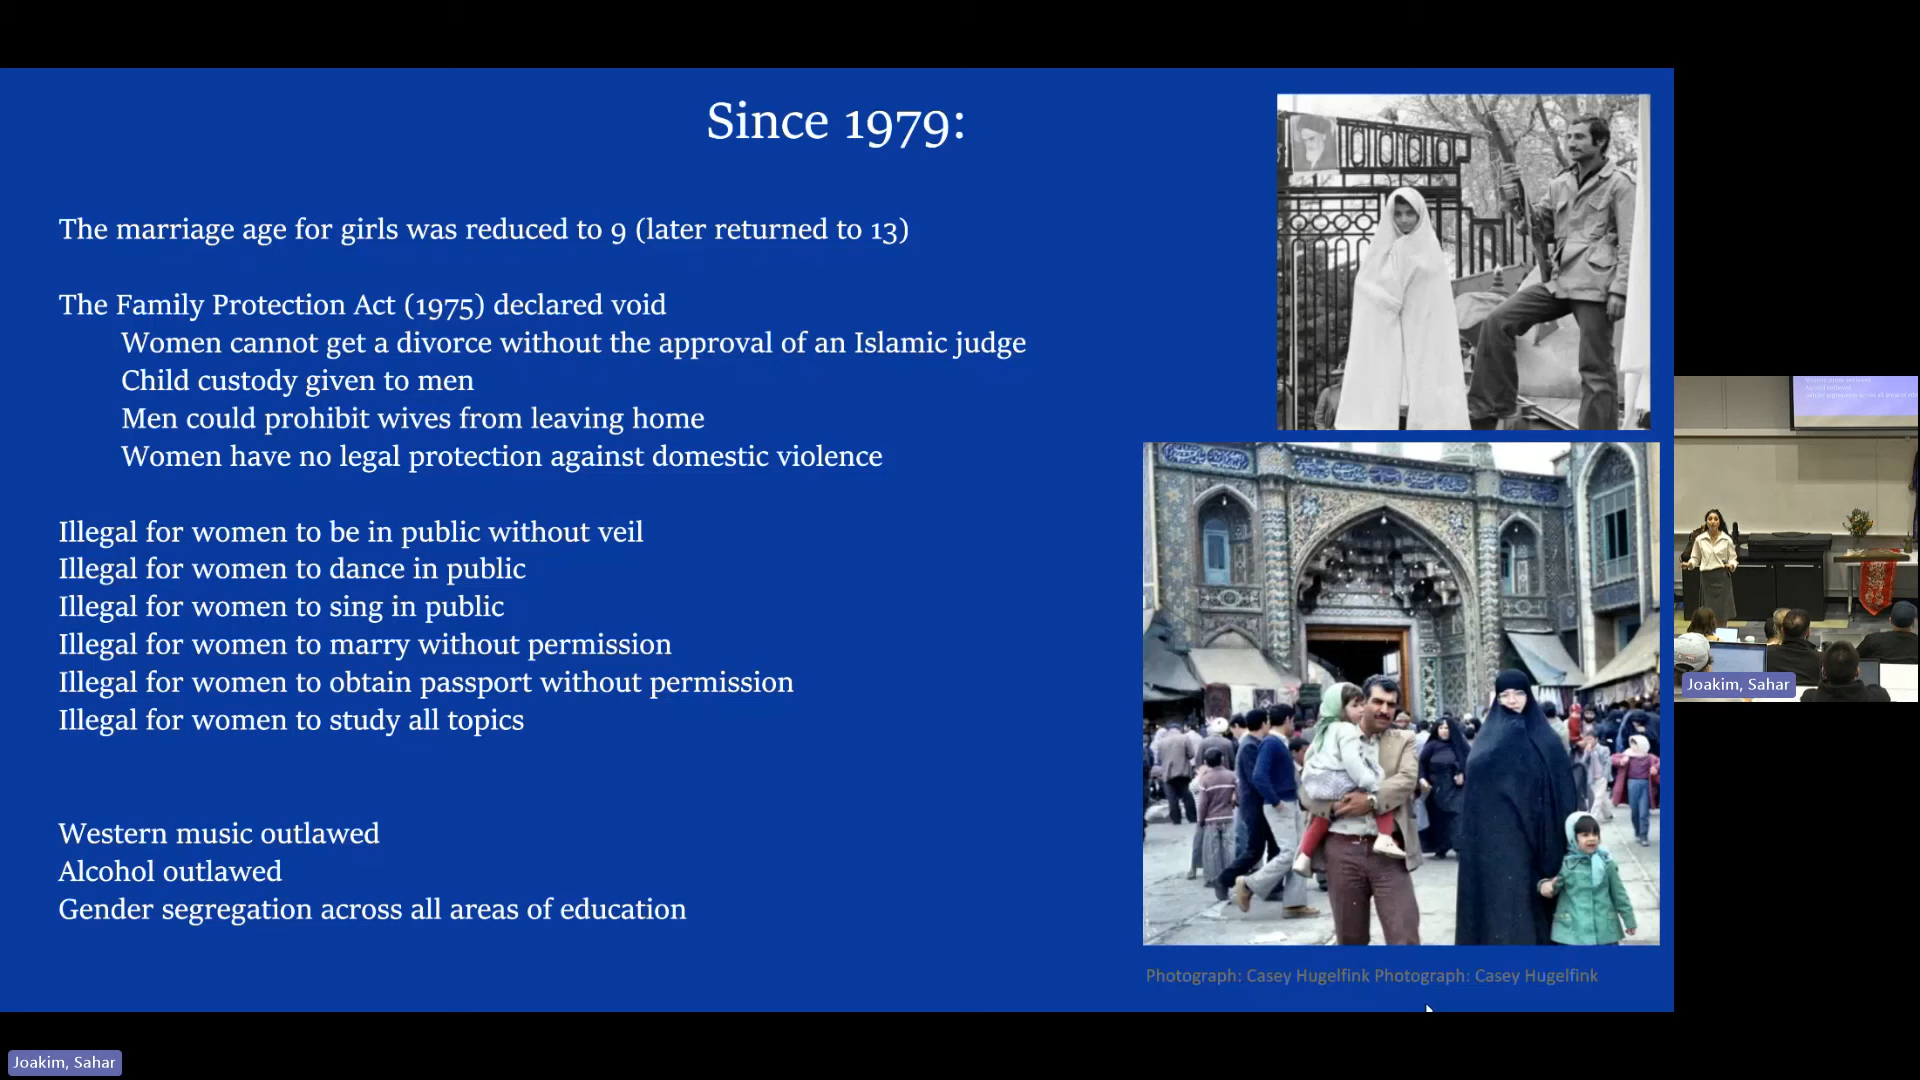 Since 1979:
The marriage age for girls was reduced to 9 (later returned to 13)
The Family Protection Act (1975) declared void
Women cannot get a divorce without the approval of an Islamic judge
Child custody given to men
Men could prohibit wives from leaving home
Women have no legal protection against domestic violence
Illegal for women to be in public without veil
Illegal for women to dance in public
Illegal for women to sing in public
Illegal for women to marry without permission
Illegal for women to obtain passport without permission
Illegal for women to study all topics
Western music outlawed
Alcohol outlawed
Gender segregation across all areas of education
Photograph: Casey Hugelfink Photograph: Casey Hugelfink
Joakim, Sahar
Joakim, Sahar